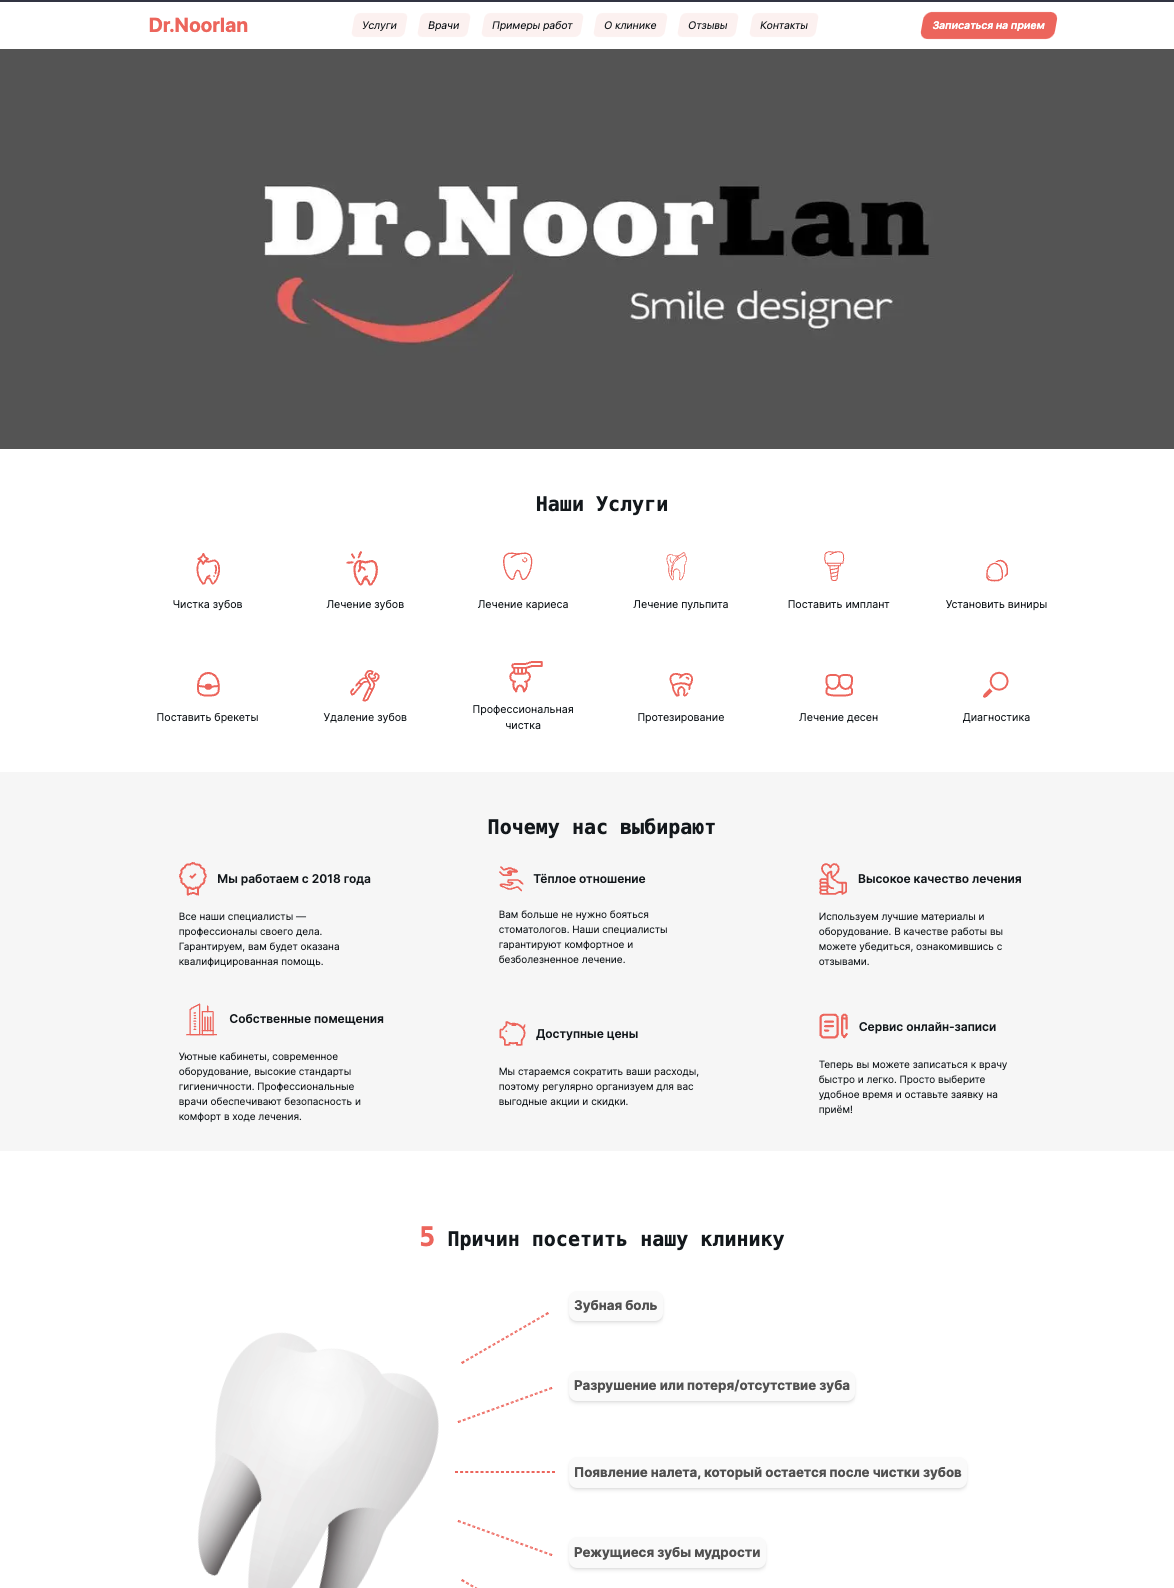 Dr.Noorlan
Услуги
Врачи
Примеры работ
О клинике
Отзывы
Контакты
Записаться на прием
Dr.NoorLan
Smile designer
Наши Услуги
Чистка зубов
Лечение зубов
Лечение кариеса
Лечение пульпита
Поставить имплант
Установить виниры
Поставить брекеты
Удаление зубов
Профессиональная
чистка
Протезирование
Лечение десен
Диагностика
Почему нас выбирают
Мы работаем с 2018 года
Все наши специалисты —
профессионалы своего дела.
Гарантируем, вам будет оказана
квалифицированная помощь.
Тёплое отношение
Вам больше не нужно бояться
стоматологов. Наши специалисты
гарантируют комфортное и
безболезненное лечение.
Высокое качество лечения
Используем лучшие материалы и
оборудование. В качестве работы вы
можете убедиться, ознакомившись с
отзывами.
Собственные помещения
Уютные кабинеты, современное
оборудование, высокие стандарты
гигиеничности. Профессиональные
врачи обеспечивают безопасность и
комфорт в ходе лечения.
Доступные цены
Мы стараемся сократить ваши расходы,
поэтому регулярно организуем для вас
выгодные акции и скидки.
Сервис онлайн-записи
Теперь вы можете записаться к врачу
быстро и легко. Просто выберите
удобное время и оставьте заявку на
приём!
5 Причин посетить нашу клинику
Зубная боль
Разрушение или потеря/отсутствие зуба
Появление налета, который остается после чистки зубов
Режущиеся зубы мудрости